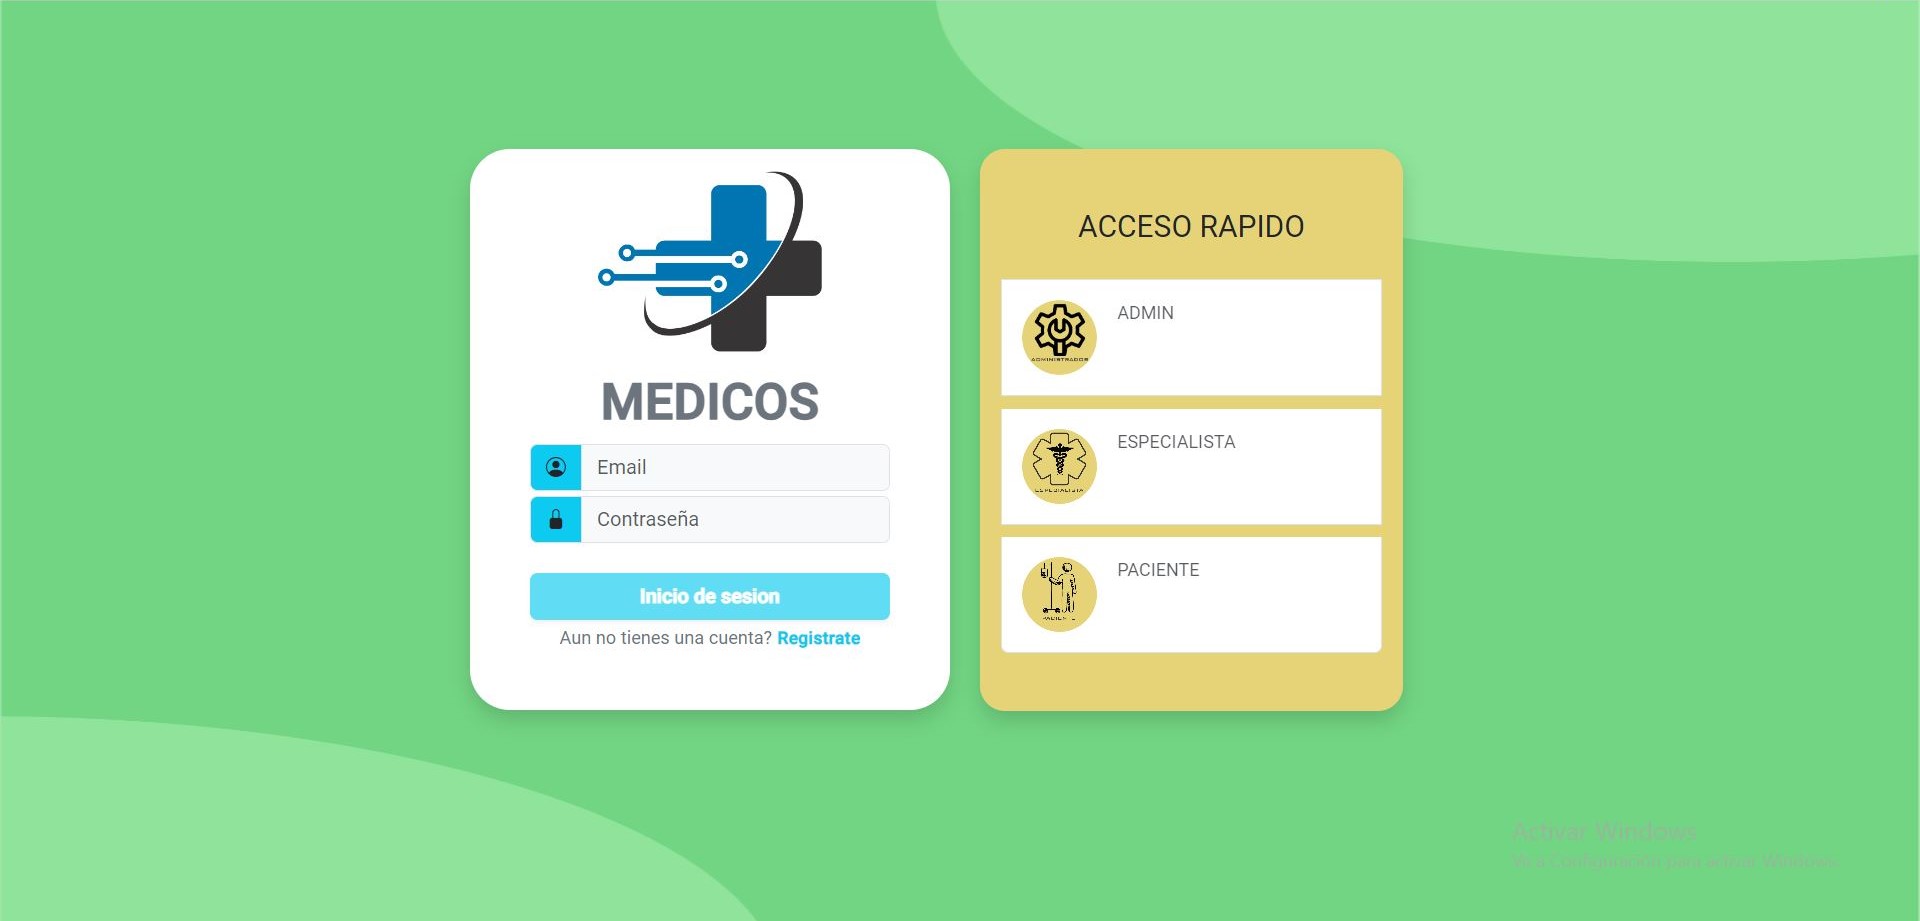 MEDICOS
Email
Contraseña
Inicio de sesion
Aun no tienes una cuenta? Registrate
ACCESO RAPIDO
ADMIN
ADMINISTRADOR
ESPECIALISTA
ESPECIALISTA
PACIENTE
PACIENTE
Activar Windows
Ve a Configuración para activar Windows.